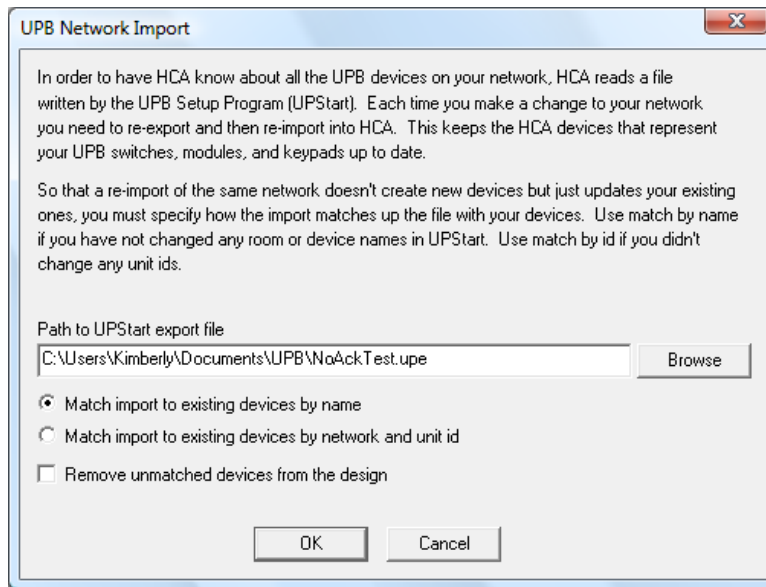 UPB Network Import
In order to have HCA know about all the UPB devices on your network, HCA reads a file
written by the UPB Setup Program (UPStart).  Each time you make a change to your network
you need to re-export and then re-import into HCA.  This keeps the HCA devices that represent
your UPB switches, modules, and keypads up to date.
So that a re-import of the same network doesn't create new devices but just updates your existing
ones, you must specify how the import matches up the file with your devices.  Use match by name
if you have not changed any room or device names in UPStart.  Use match by id if you didn't
change any unit ids.
Path to UPStart export file
C:\Users\Kimberly\Documents\UPB\NoAckTest.upe
Browse
Match import to existing devices by name
Match import to existing devices by network and unit id
Remove unmatched devices from the design
OK
Cancel